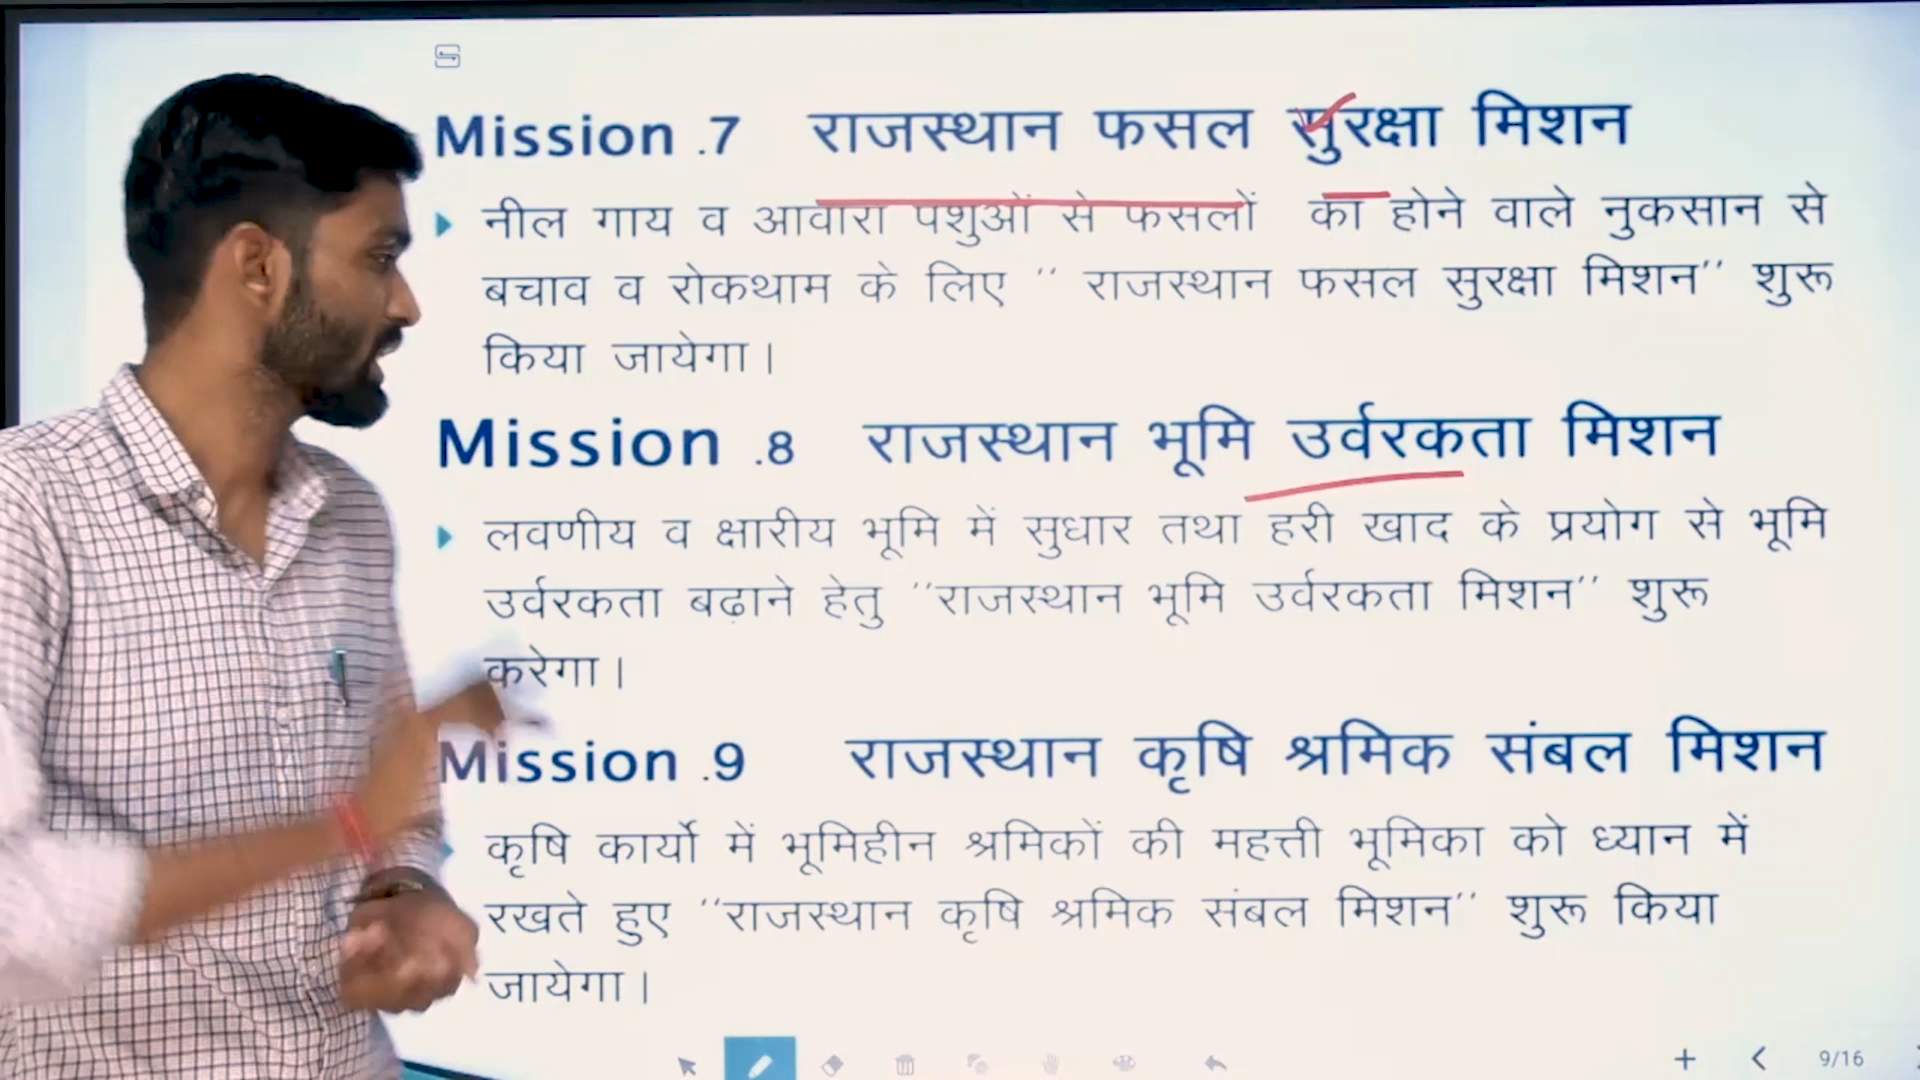 Mission .7 राजस्थान फसल सुरक्षा मिशन
नील गाय व आवारा पशुओं से फसलों का होने वाले नुकसान से
बचाव व रोकथाम के लिए '' राजस्थान फसल सुरक्षा मिशन'' शुरू
किया जायेगा।
Mission .8 राजस्थान भूमि उर्वरकता मिशन
लवणीय व क्षारीय भूमि में सुधार तथा हरी खाद के प्रयोग से भूमि
उर्वरकता बढ़ाने हेतु ''राजस्थान भूमि उर्वरकता मिशन'' शुरू
करेगा।
Mission .9 राजस्थान कृषि श्रमिक संबल मिशन
कृषि कार्यो में भूमिहीन श्रमिकों की महत्ती भूमिका को ध्यान में
रखते हुए ''राजस्थान कृषि श्रमिक संबल मिशन'' शुरू किया
जायेगा।
9/16